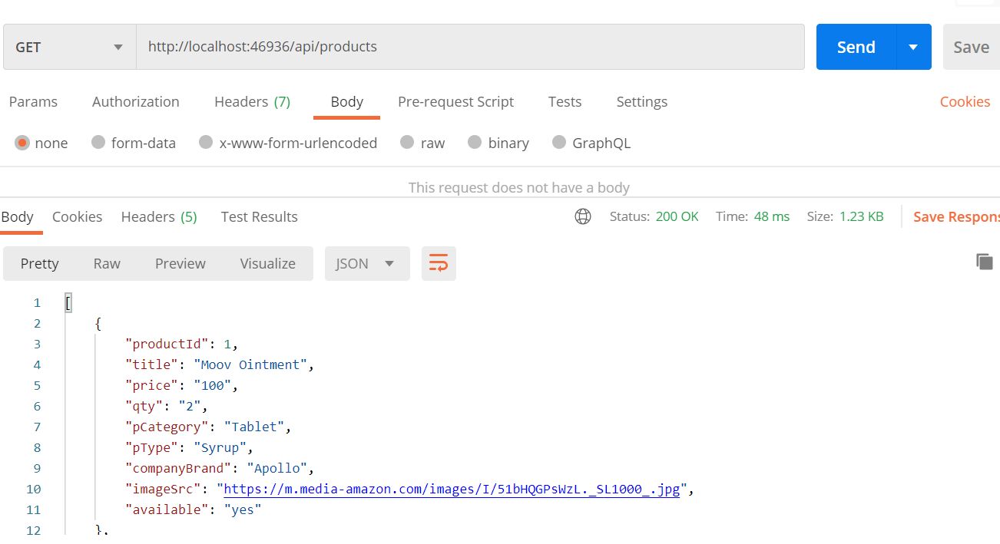 GET http://localhost:46936/api/products Send Save
Params Authorization Headers (7) Body Pre-request Script Tests Settings Cookies
none form-data x-www-form-urlencoded raw binary GraphQL
This request does not have a body
Body Cookies Headers (5) Test Results Status: 200 OK Time: 48 ms Size: 1.23 KB Save Respons
Pretty Raw Preview Visualize JSON
1 [
2 {
3 "productId": 1,
4 "title": "Moov Ointment",
5 "price": "100",
6 "qty": "2",
7 "pCategory": "Tablet",
8 "pType": "Syrup",
9 "companyBrand": "Apollo",
10 "imageSrc": "https://m.media-amazon.com/images/I/51bHQGPsWzL._SL1000_.jpg",
11 "available": "yes"
12 },